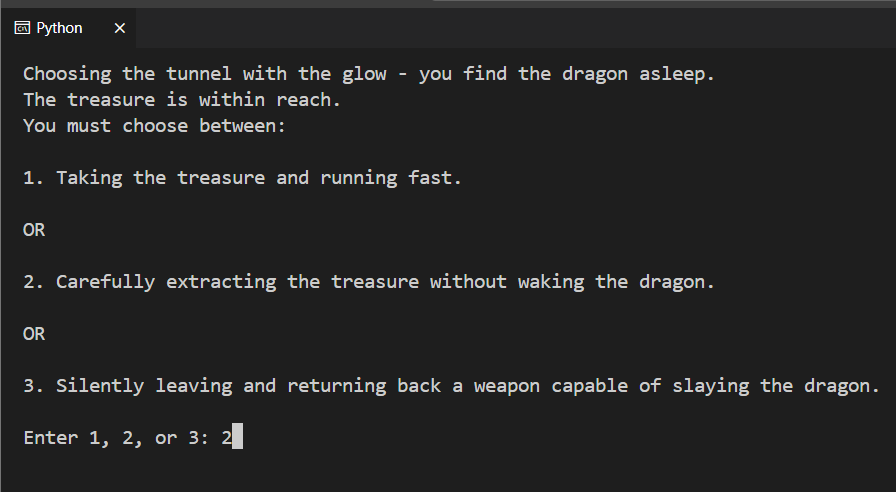 Python
Choosing the tunnel with the glow - you find the dragon asleep.
The treasure is within reach.
You must choose between:
1. Taking the treasure and running fast.
OR
2. Carefully extracting the treasure without waking the dragon.
OR
3. Silently leaving and returning back a weapon capable of slaying the dragon.
Enter 1, 2, or 3: 2